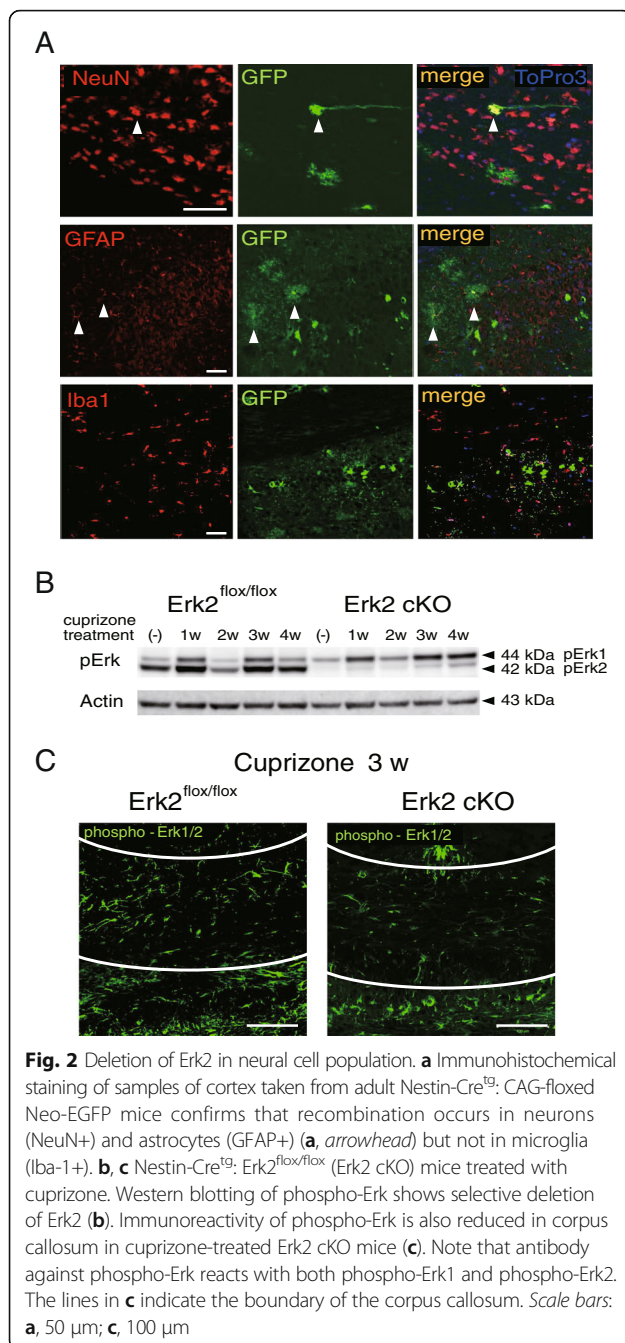 A
NeuN GFP merge ToPro3
GFAP GFP merge
Iba1 GFP merge
B
Erk2flox/flox Erk2 cKO
cuprizone
treatment (-) 1w 2w 3w 4w (-) 1w 2w 3w 4w
pErk 44 kDa pErk1
42 kDa pErk2
Actin 43 kDa
C
Cuprizone 3 w
Erk2flox/flox Erk2 cKO
phospho - Erk1/2 phospho - Erk1/2
Fig. 2 Deletion of Erk2 in neural cell population. a Immunohistochemical
staining of samples of cortex taken from adult Nestin-Cretg: CAG-floxed
Neo-EGFP mice confirms that recombination occurs in neurons
(NeuN+) and astrocytes (GFAP+) (a, arrowhead) but not in microglia
(Iba-1+). b, c Nestin-Cretg: Erk2flox/flox (Erk2 cKO) mice treated with
cuprizone. Western blotting of phospho-Erk shows selective deletion
of Erk2 (b). Immunoreactivity of phospho-Erk is also reduced in corpus
callosum in cuprizone-treated Erk2 cKO mice (c). Note that antibody
against phospho-Erk reacts with both phospho-Erk1 and phospho-Erk2.
The lines in c indicate the boundary of the corpus callosum. Scale bars:
a, 50 μm; c, 100 μm